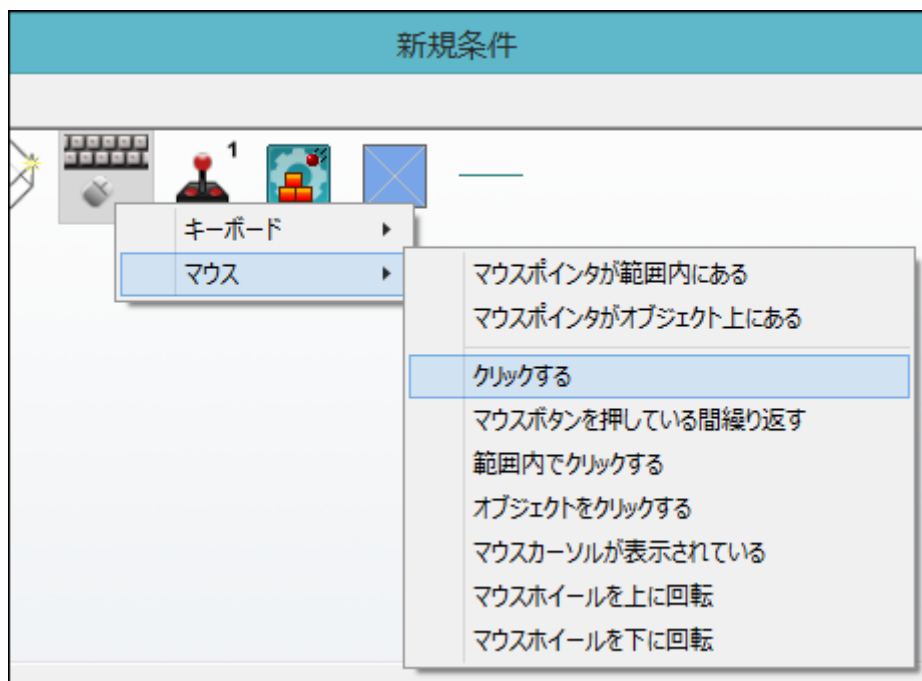 新規条件
1
キーボード
マウス
マウスポインタが範囲内にある
マウスポインタがオブジェクト上にある
クリックする
マウスボタンを押している間繰り返す
範囲内でクリックする
オブジェクトをクリックする
マウスカーソルが表示されている
マウスホイールを上に回転
マウスホイールを下に回転